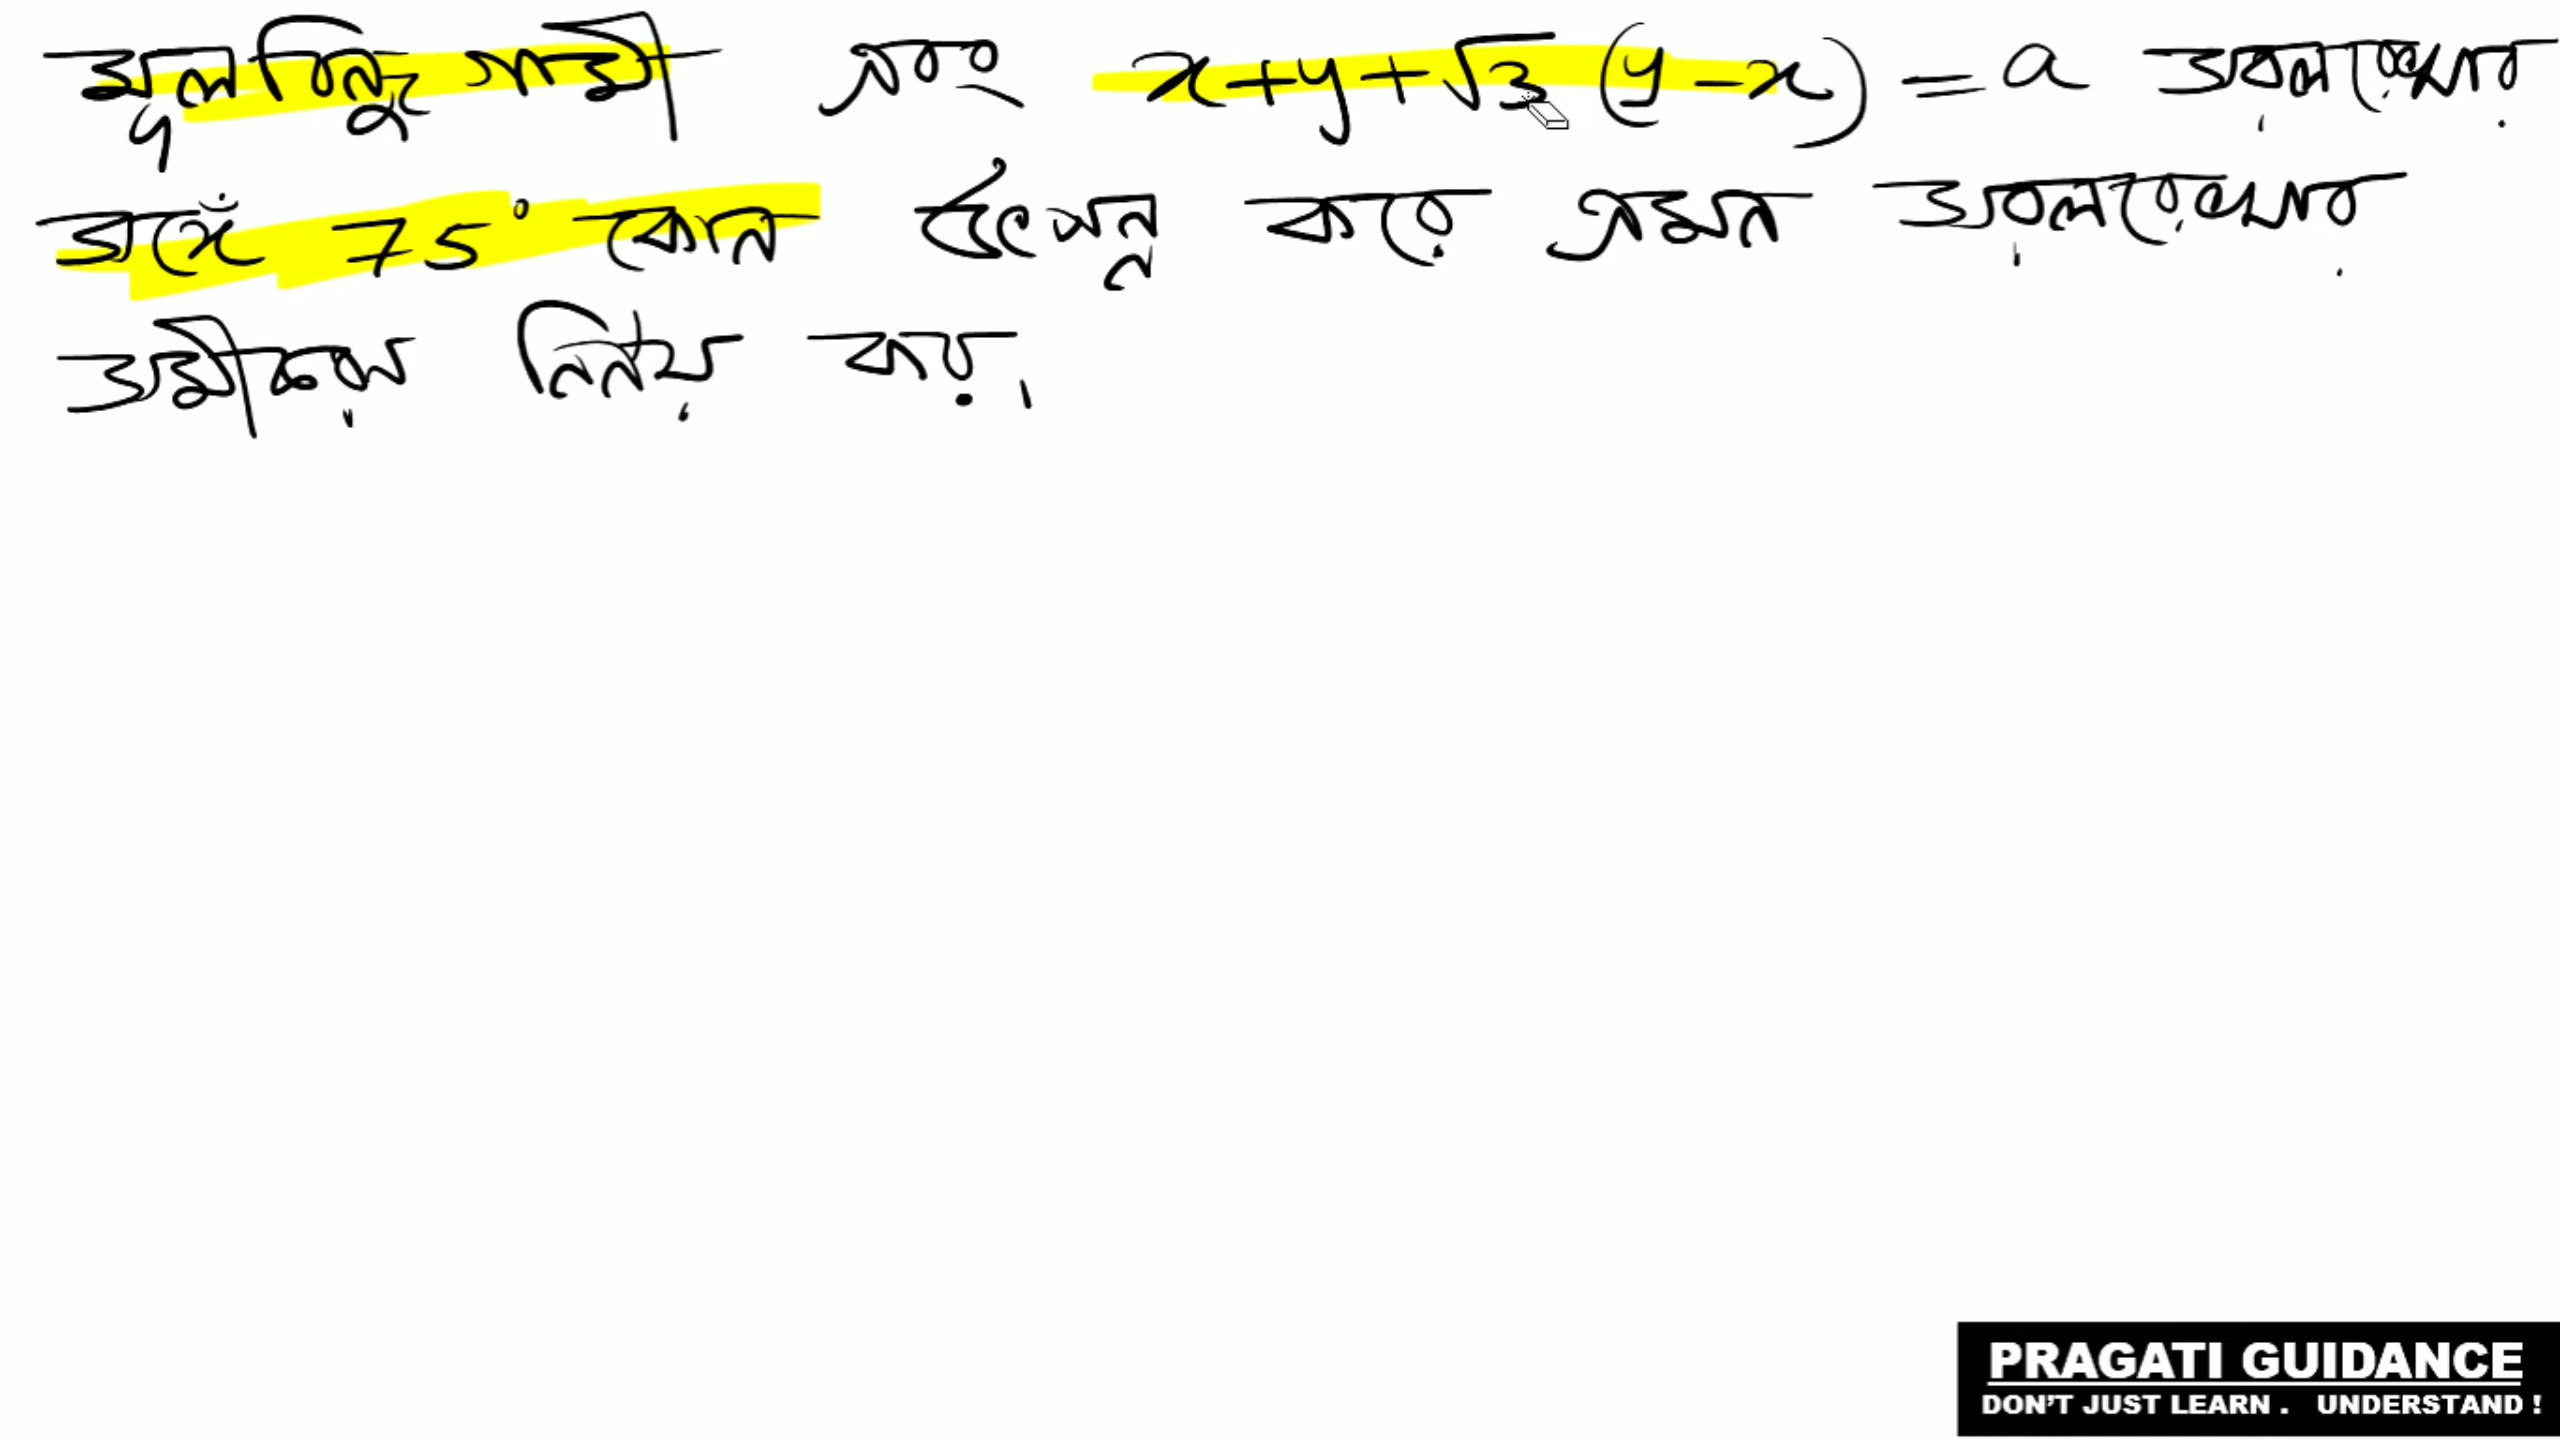 মূলবিন্দুগামী এবং x+y+√3(y-x) = a সরলরেখার
সাথে 75° কোন উৎপন্ন করে এমন সরলরেখার
সমীকরণ নির্ণয় কর।
PRAGATI GUIDANCE
DON'T JUST LEARN . UNDERSTAND !